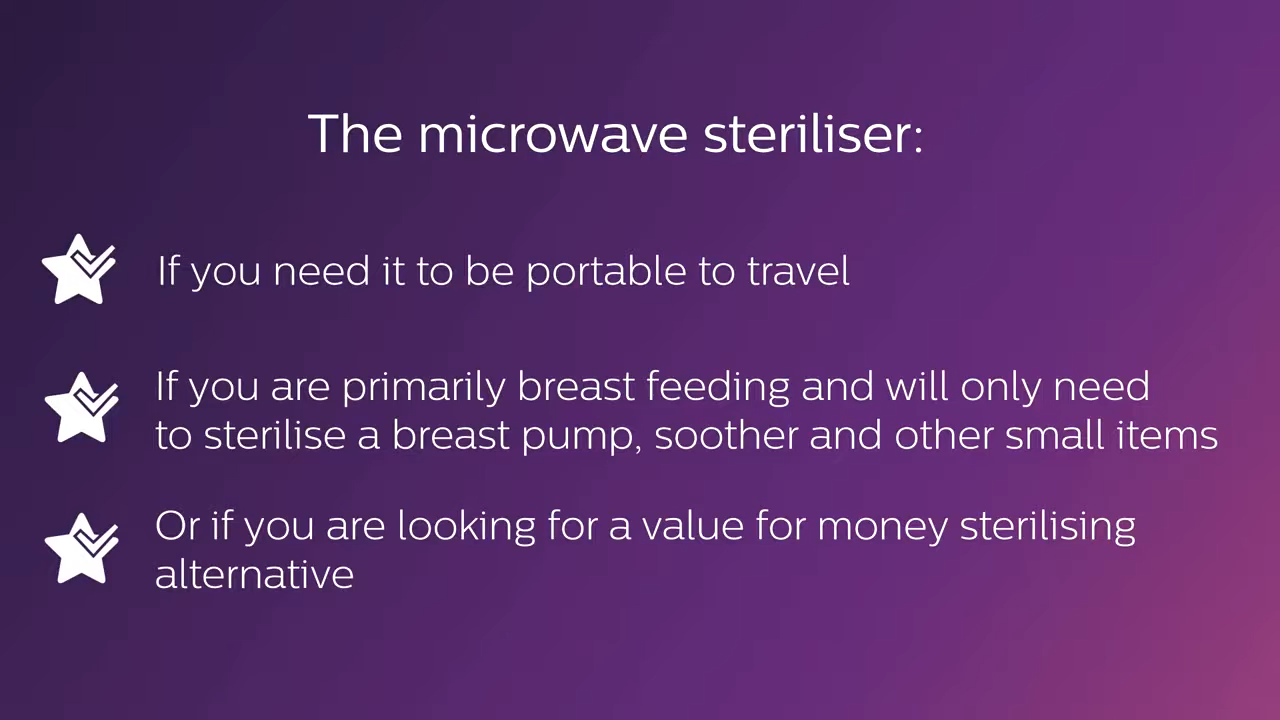 The microwave steriliser:
If you need it to be portable to travel
If you are primarily breast feeding and will only need
to sterilise a breast pump, soother and other small items
Or if you are looking for a value for money sterilising
alternative